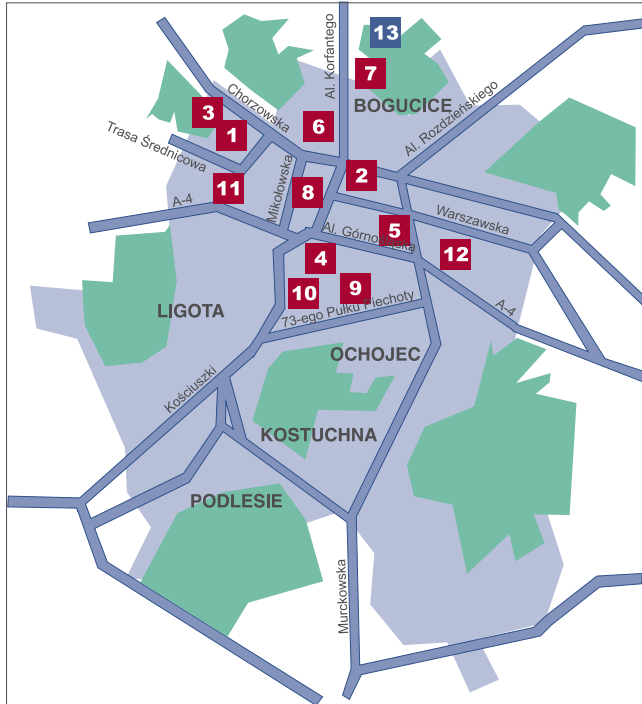 13
Al. Korfantego
7
BOGUCICE
Chorzowska
3
6
1
Al. Rozdzieńskiego
Trasa Średnicowa
2
11
8
Mikołowska
A-4
Warszawska
5
Al. Górnośląska
12
4
10
9
73-ego Pułku Piechoty
A-4
LIGOTA
OCHOJEC
Kościuszki
KOSTUCHNA
PODLESIE
Murckowska